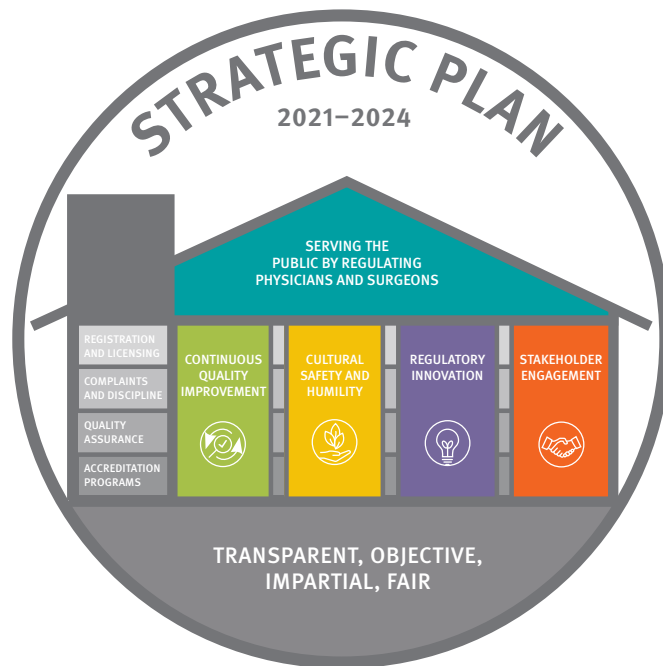 STRATEGIC PLAN
2021–2024
SERVING THE
PUBLIC BY REGULATING
PHYSICIANS AND SURGEONS
REGISTRATION
AND LICENSING
COMPLAINTS
AND DISCIPLINE
QUALITY
ASSURANCE
ACCREDITATION
PROGRAMS
CONTINUOUS
QUALITY
IMPROVEMENT
CULTURAL
SAFETY AND
HUMILITY
REGULATORY
INNOVATION
STAKEHOLDER
ENGAGEMENT
TRANSPARENT, OBJECTIVE,
IMPARTIAL, FAIR